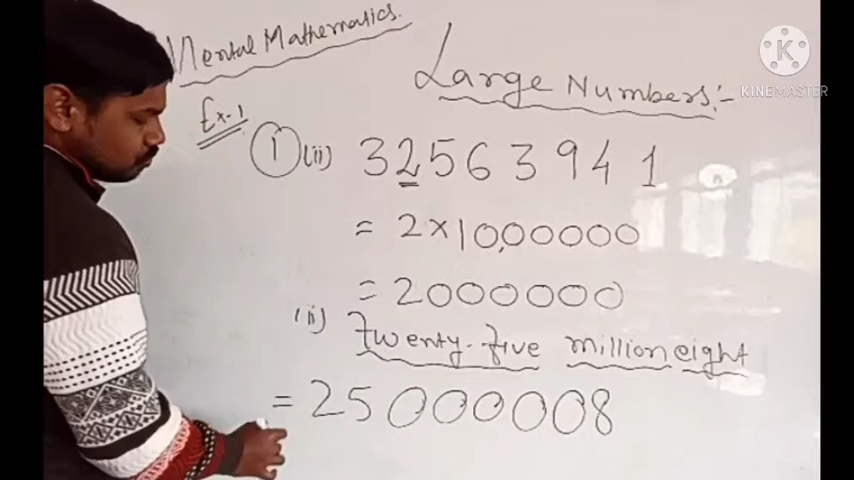 Mental Mathematics.
KINEMASTER
Large Numbers:-
Ex-1
① (ii) 32563941
= 2×10,00000
= 2000000
(ii) Twenty-five million eight
= 25000008